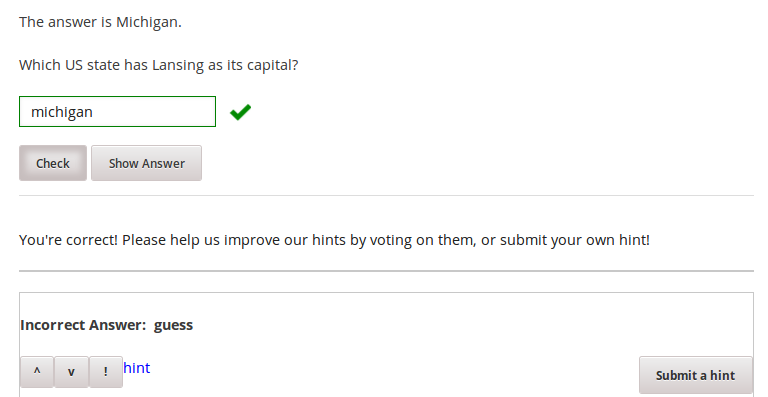 The answer is Michigan.
Which US state has Lansing as its capital?
michigan
Check Show Answer
You're correct! Please help us improve our hints by voting on them, or submit your own hint!
Incorrect Answer: guess
^ v ! hint Submit a hint